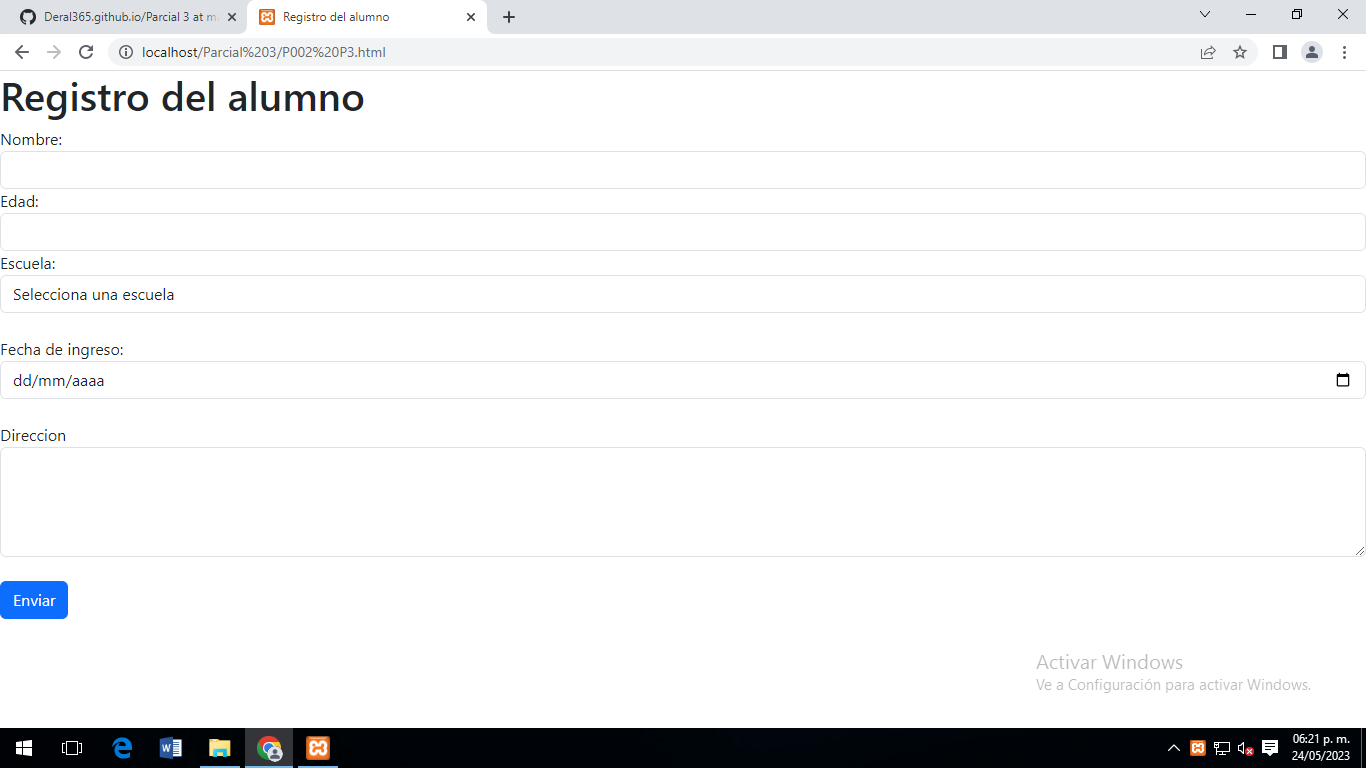 Deral365.github.io/Parcial 3 at m
Registro del alumno
localhost/Parcial%203/P002%20P3.html
Registro del alumno
Nombre:
Edad:
Escuela:
Selecciona una escuela
Fecha de ingreso:
dd/mm/aaaa
Direccion
Enviar
Activar Windows
Ve a Configuración para activar Windows.
06:21 p. m.
24/05/2023